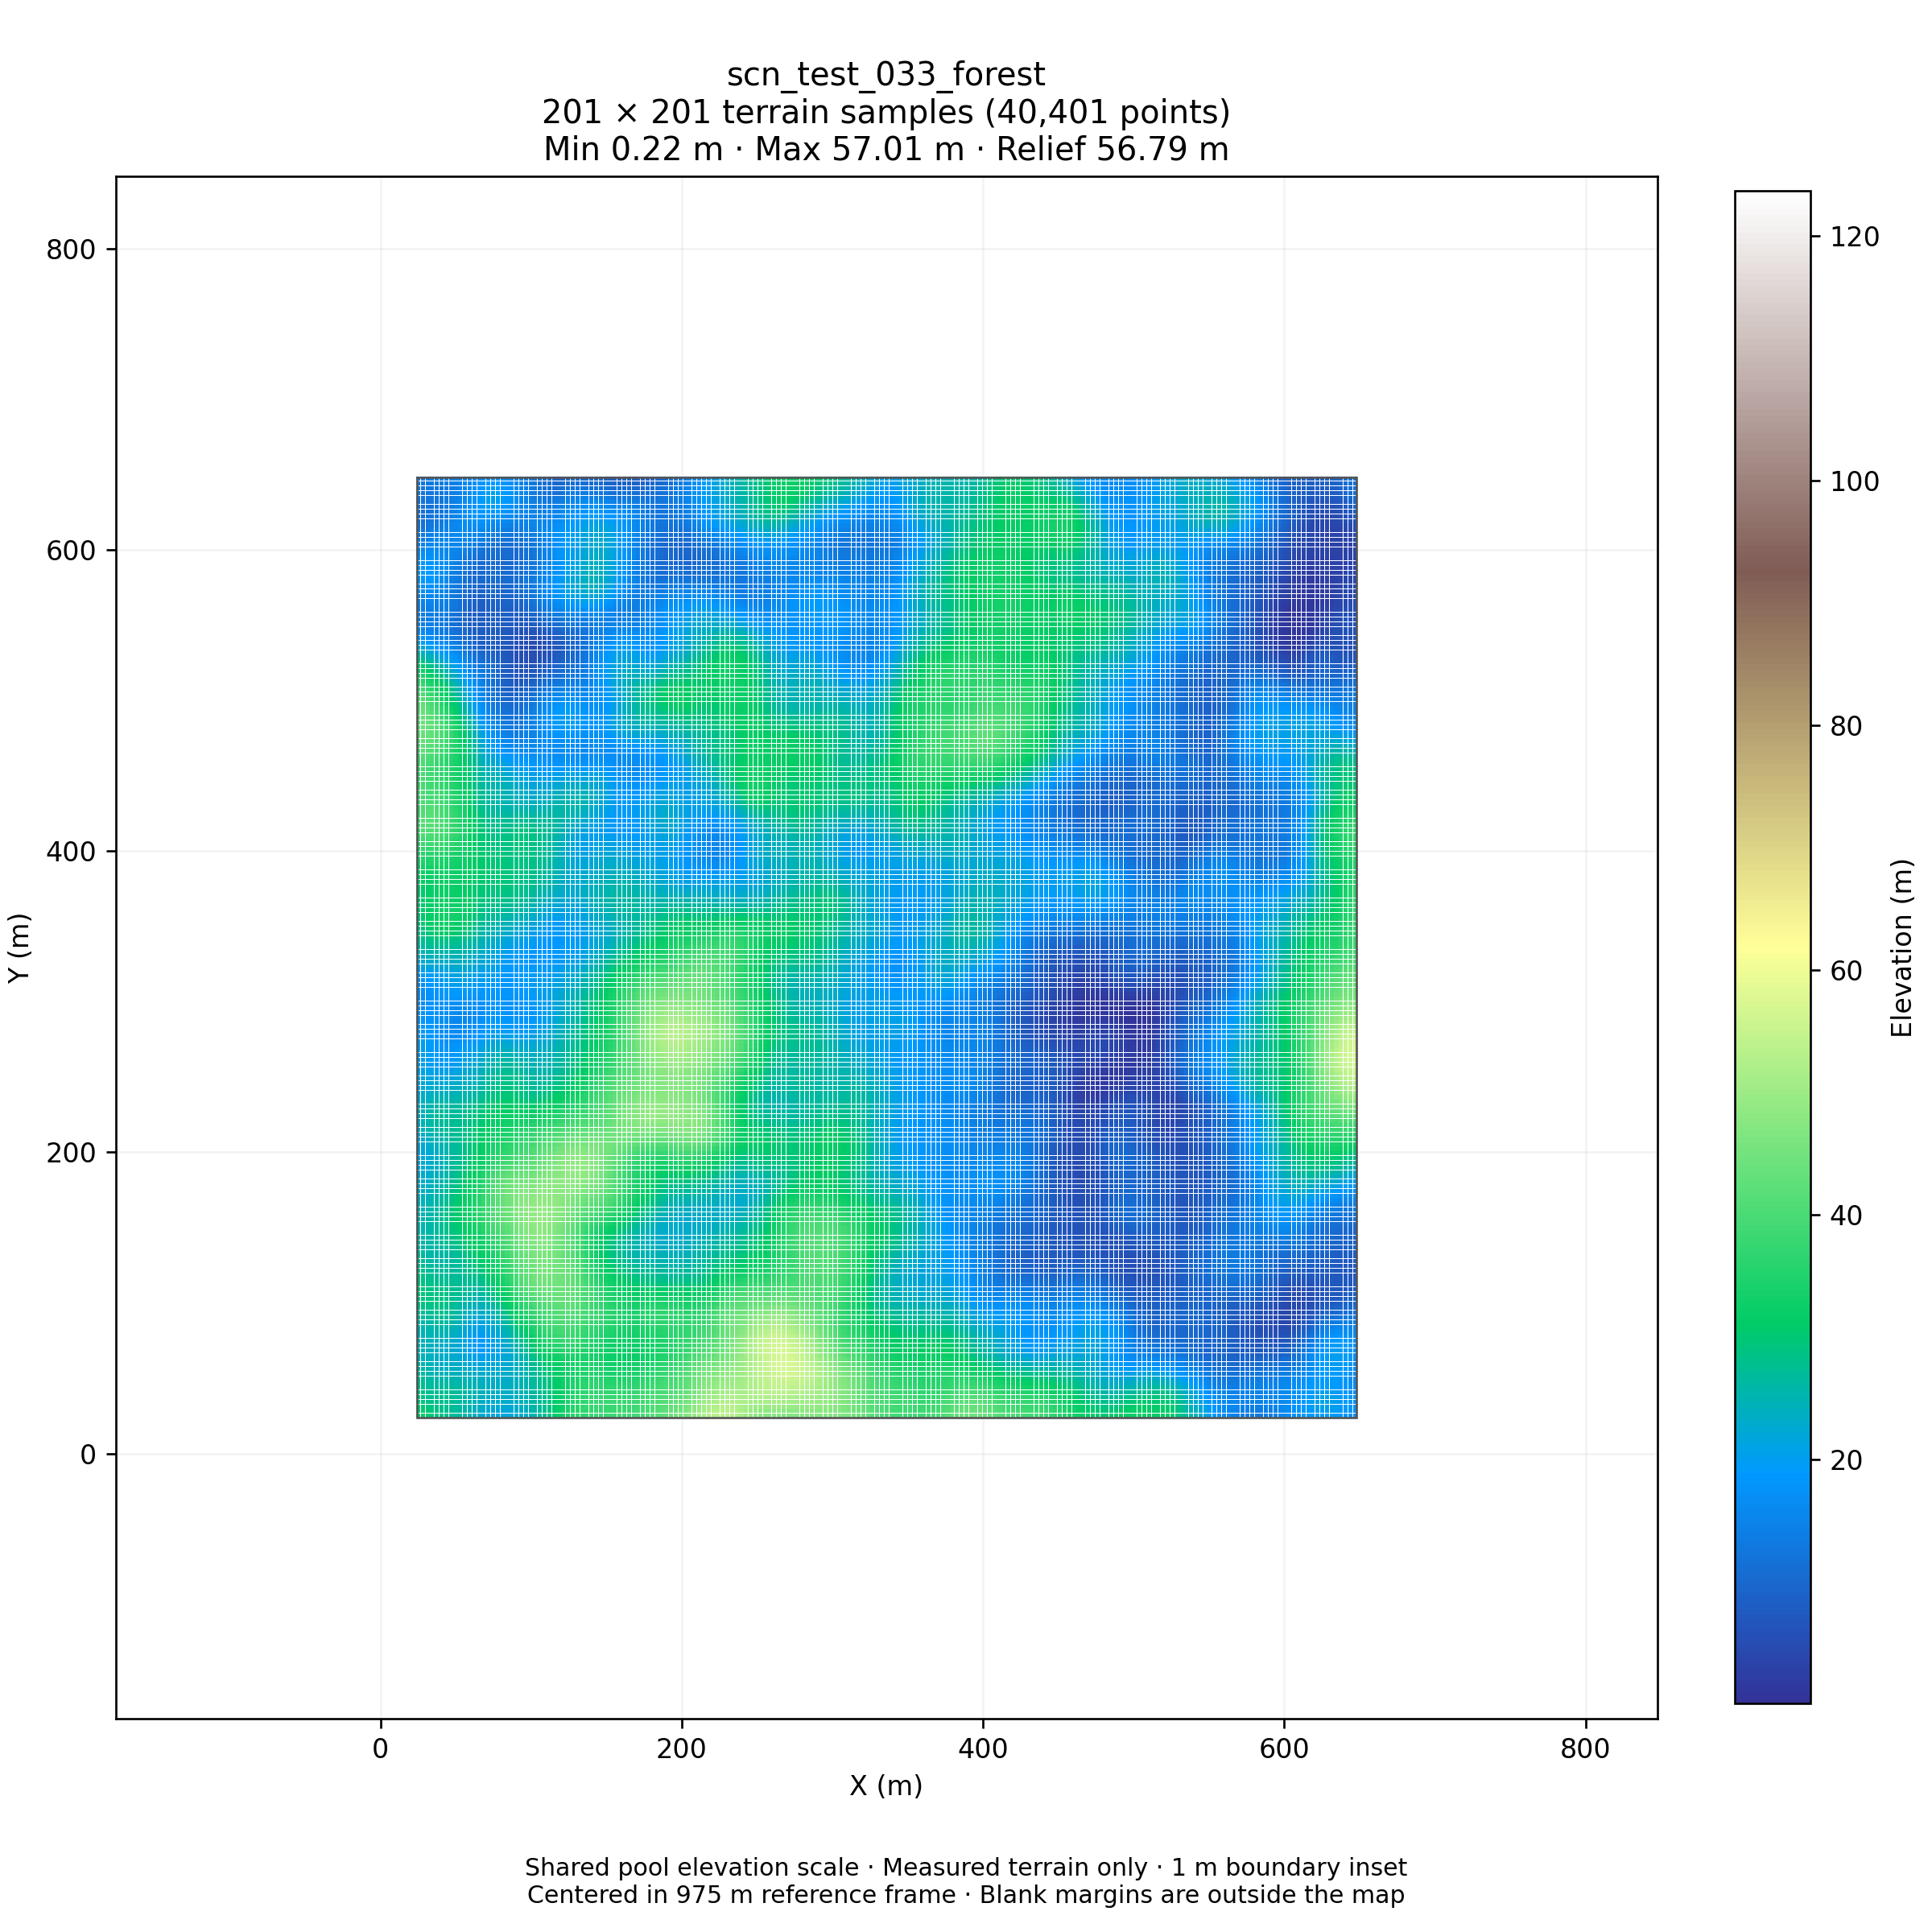 scn_test_033_forest
201 × 201 terrain samples (40,401 points)
Min 0.22 m · Max 57.01 m · Relief 56.79 m
800
600
400
200
0
Y (m)
0
200
400
600
800
X (m)
120
100
80
60
40
20
Elevation (m)
Shared pool elevation scale · Measured terrain only · 1 m boundary inset
Centered in 975 m reference frame · Blank margins are outside the map